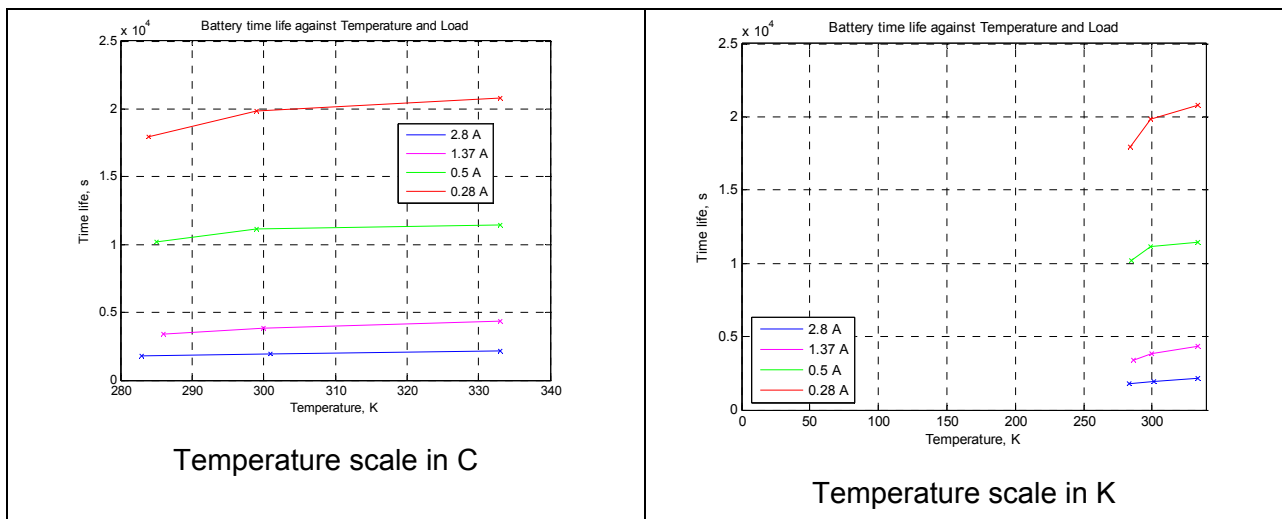 Battery time life against Temperature and Load
x 10^4
2.5
2
1.5
1
0.5
0
Time life, s
2.8 A
1.37 A
0.5 A
0.28 A
280 290 300 310 320 330 340
Temperature, K
Temperature scale in C
Battery time life against Temperature and Load
x 10^4
2.5
2
1.5
1
0.5
0
Time life, s
2.8 A
1.37 A
0.5 A
0.28 A
0 50 100 150 200 250 300
Temperature, K
Temperature scale in K